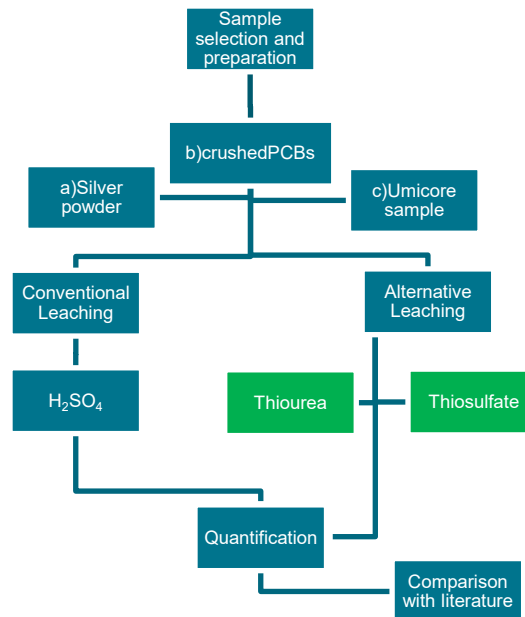 Sample
selection and
preparation
b)crushedPCBs
a)Silver
powder
c)Umicore
sample
Conventional
Leaching
Alternative
Leaching
H₂SO₄
Thiourea
Thiosulfate
Quantification
Comparison
with literature